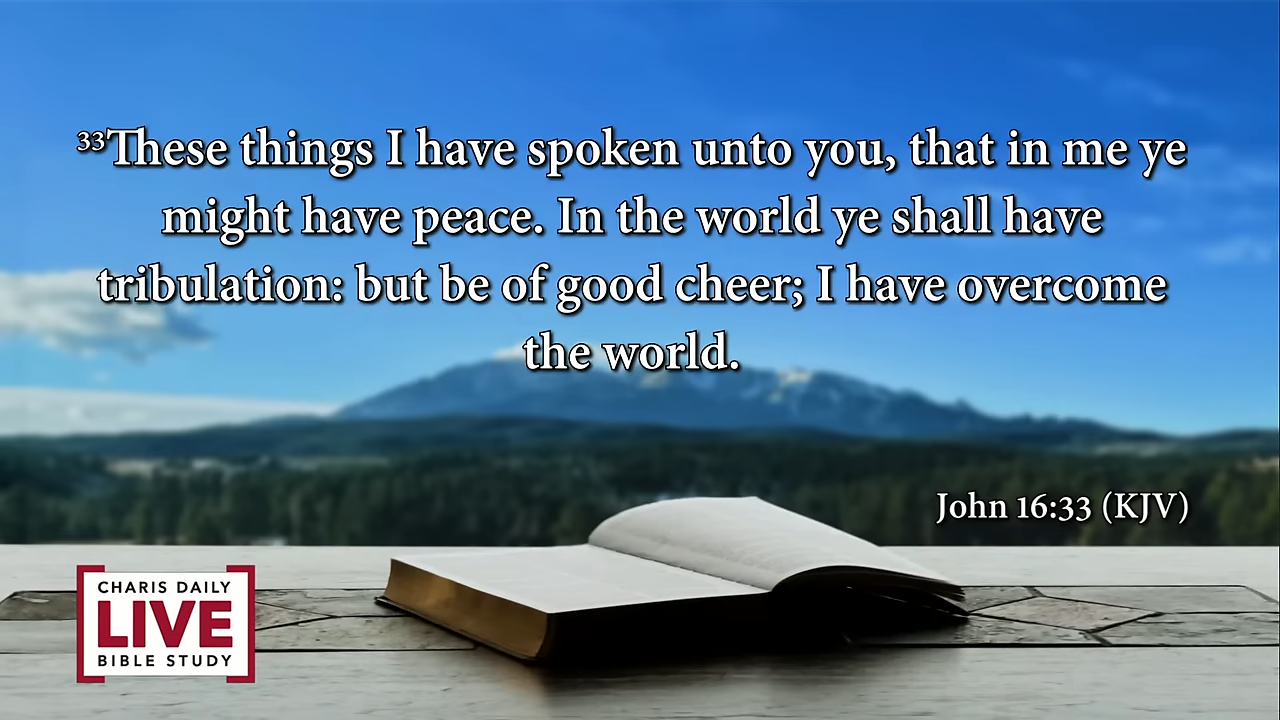 33These things I have spoken unto you, that in me ye
might have peace. In the world ye shall have
tribulation: but be of good cheer; I have overcome
the world.
John 16:33 (KJV)
CHARIS DAILY
LIVE
BIBLE STUDY